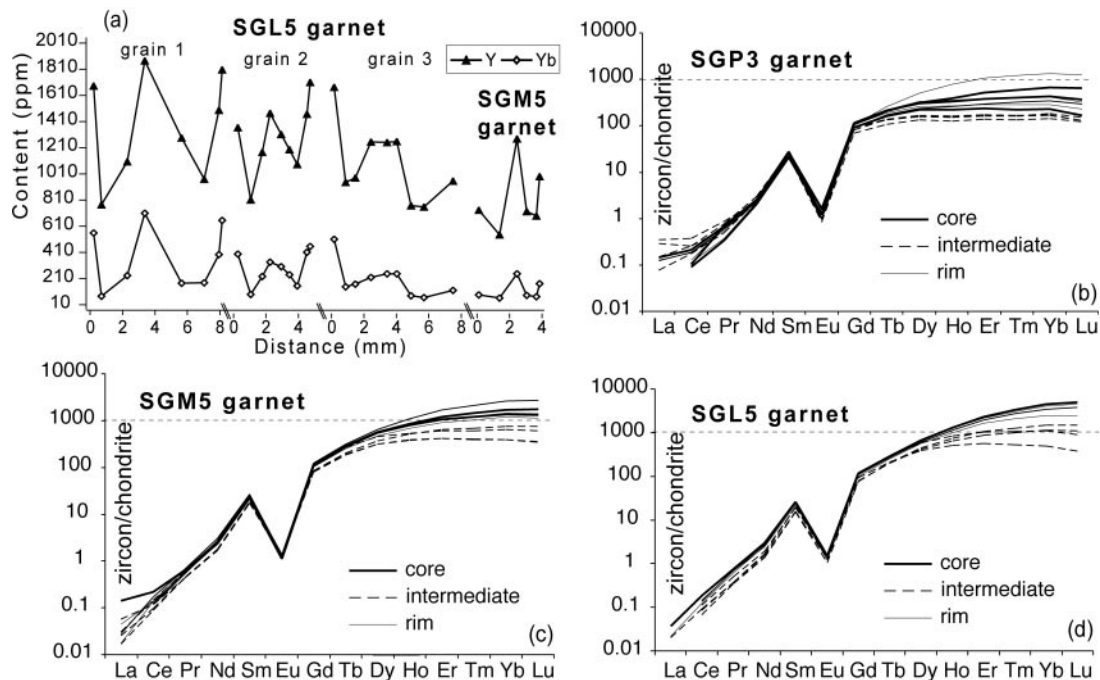 (a)
SGL5 garnet
grain 1
grain 2
grain 3
Y
Yb
SGM5
garnet
Content (ppm)
2010
1810
1610
1410
1210
1010
810
610
410
210
10
0 2 4 6 8 0 2 4 0 2 4 6 8 0 2 4
Distance (mm)
SGP3 garnet
zircon/chondrite
10000
1000
100
10
1
0.1
0.01
core
intermediate
rim
(b)
La Ce Pr Nd Sm Eu Gd Tb Dy Ho Er Tm Yb Lu
SGM5 garnet
zircon/chondrite
10000
1000
100
10
1
0.1
0.01
core
intermediate
rim
(c)
La Ce Pr Nd Sm Eu Gd Tb Dy Ho Er Tm Yb Lu
SGL5 garnet
zircon/chondrite
10000
1000
100
10
1
0.1
0.01
core
intermediate
rim
(d)
La Ce Pr Nd Sm Eu Gd Tb Dy Ho Er Tm Yb Lu